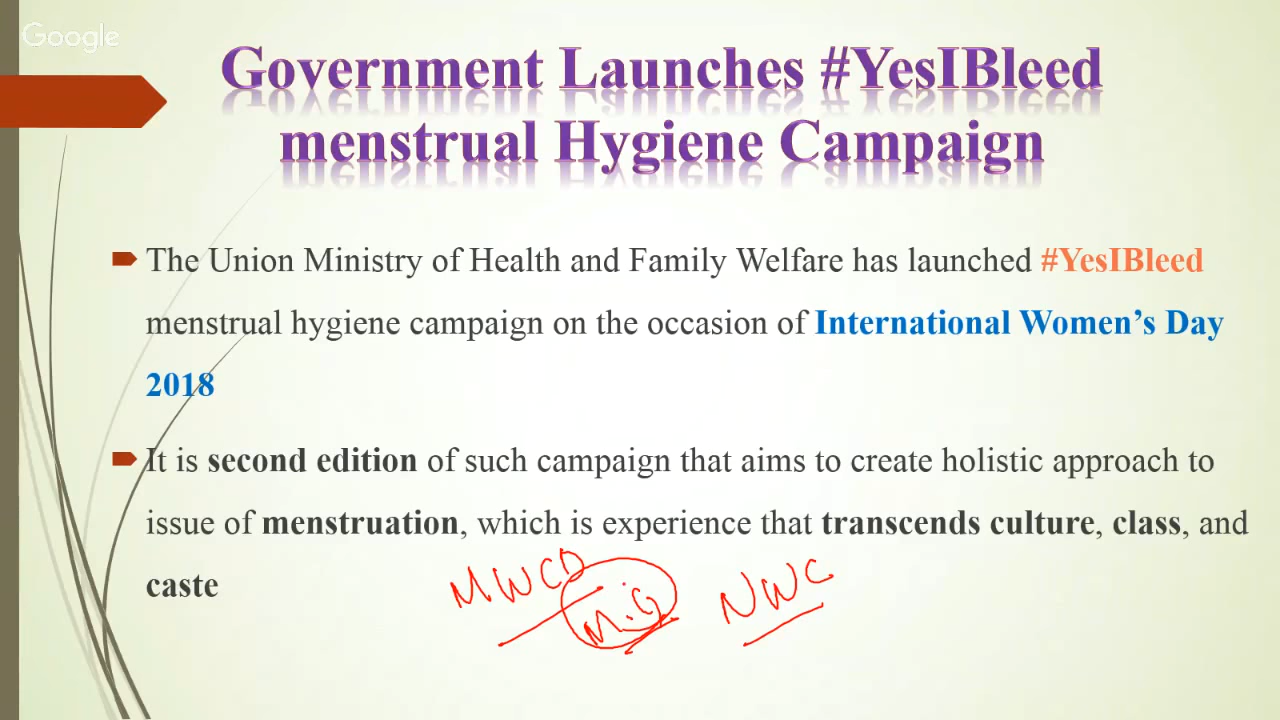 Google
Government Launches #YesIBleed
menstrual Hygiene Campaign
The Union Ministry of Health and Family Welfare has launched #YesIBleed
menstrual hygiene campaign on the occasion of International Women’s Day
2018
It is second edition of such campaign that aims to create holistic approach to
issue of menstruation, which is experience that transcends culture, class, and
caste
MWCD
M.G
NWC